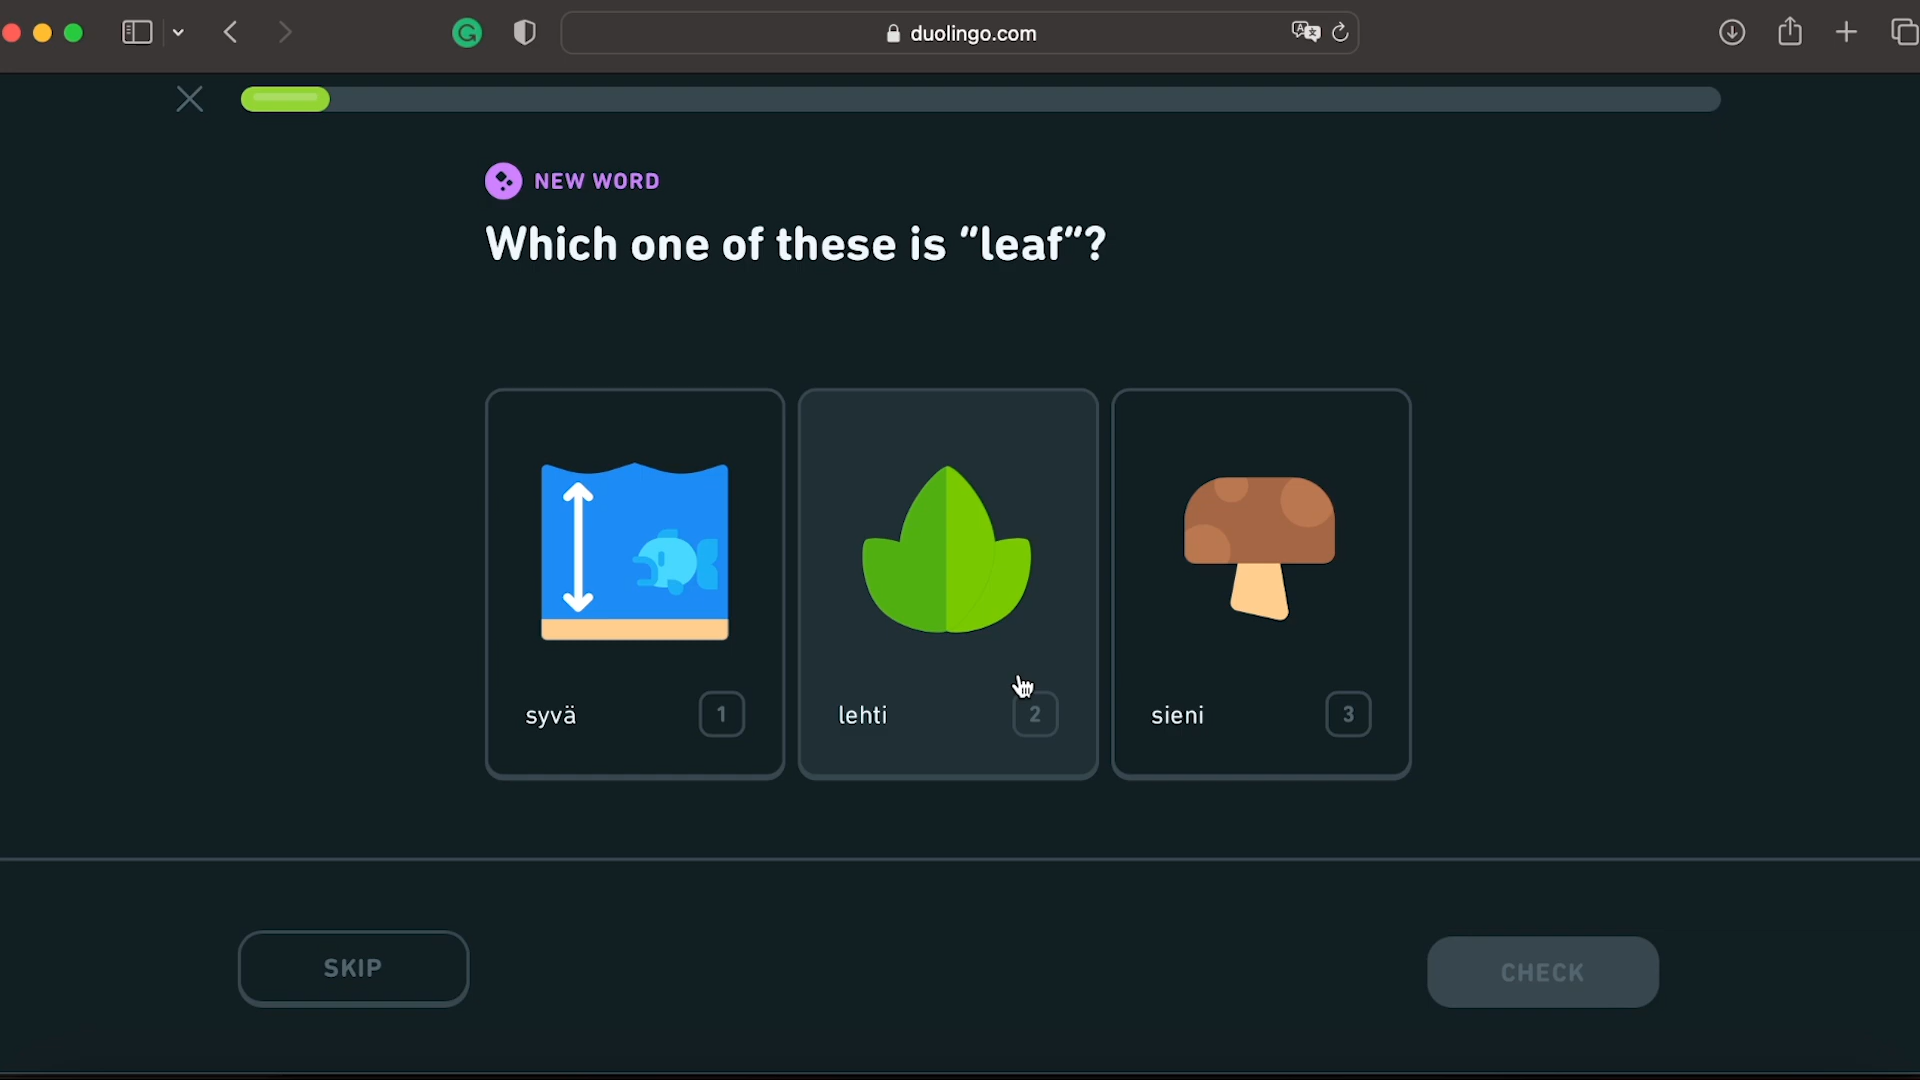 duolingo.com
NEW WORD
Which one of these is “leaf”?
syvä 1
lehti 2
sieni 3
SKIP
CHECK